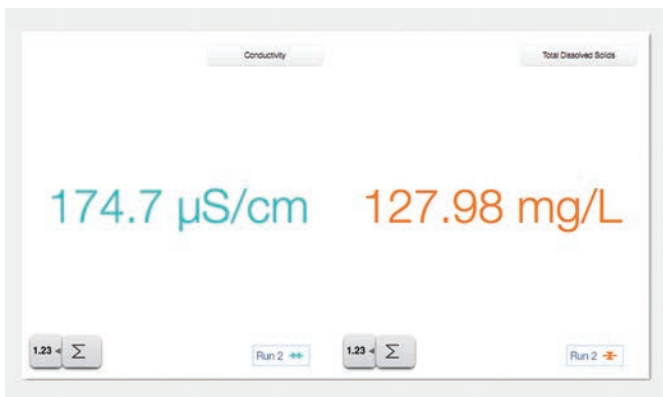 Conductivity
Total Dissolved Solids
174.7 µS/cm
127.98 mg/L
1.23
Σ
Run 2
1.23
Σ
Run 2